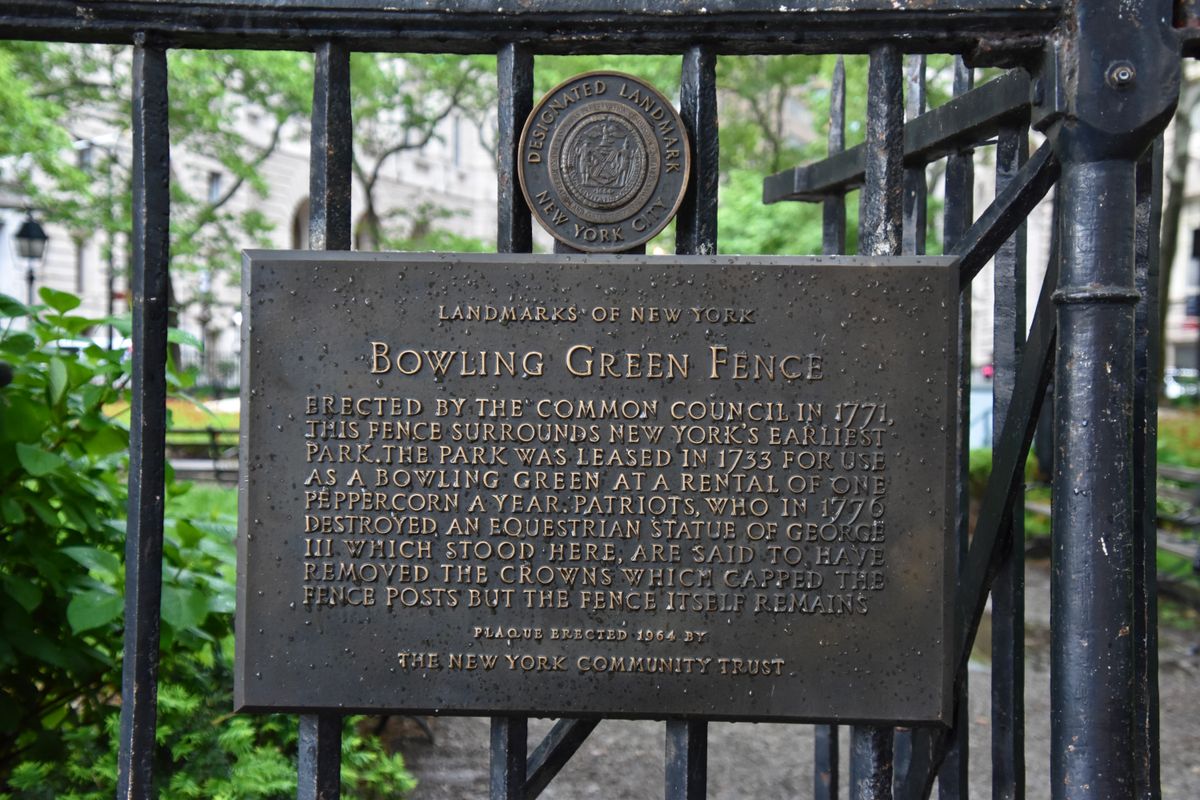 DESIGNATED LANDMARK
NEW YORK CITY
LANDMARKS OF NEW YORK
BOWLING GREEN FENCE
ERECTED BY THE COMMON COUNCIL IN 1771,
THIS FENCE SURROUNDS NEW YORK'S EARLIEST
PARK. THE PARK WAS LEASED IN 1733 FOR USE
AS A BOWLING GREEN AT A RENTAL OF ONE
PEPPERCORN A YEAR. PATRIOTS, WHO IN 1776
DESTROYED AN EQUESTRIAN STATUE OF GEORGE
III WHICH STOOD HERE, ARE SAID TO HAVE
REMOVED THE CROWNS WHICH CAPPED THE
FENCE POSTS BUT THE FENCE ITSELF REMAINS
PLAQUE ERECTED 1964 BY
THE NEW YORK COMMUNITY TRUST